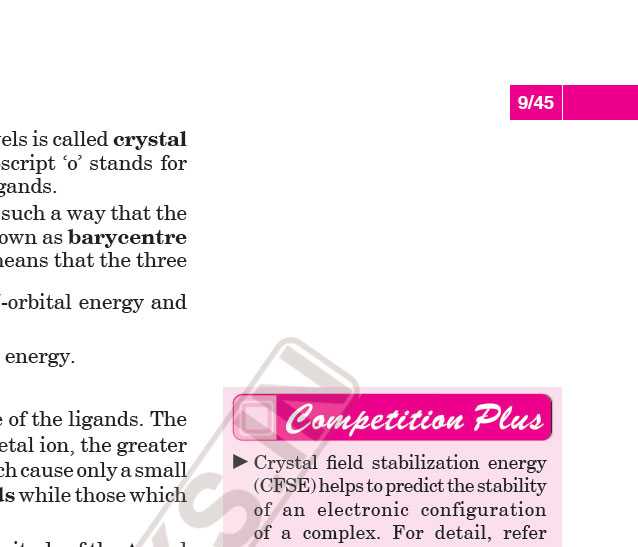 9/45
vels is called crystal
script ‘o’ stands for
gands.
such a way that the
own as barycentre
neans that the three
-orbital energy and
energy.
e of the ligands. The
etal ion, the greater
ch cause only a small
ds while those which
Competition Plus
► Crystal field stabilization energy
(CFSE) helps to predict the stability
of an electronic configuration
of a complex. For detail, refer